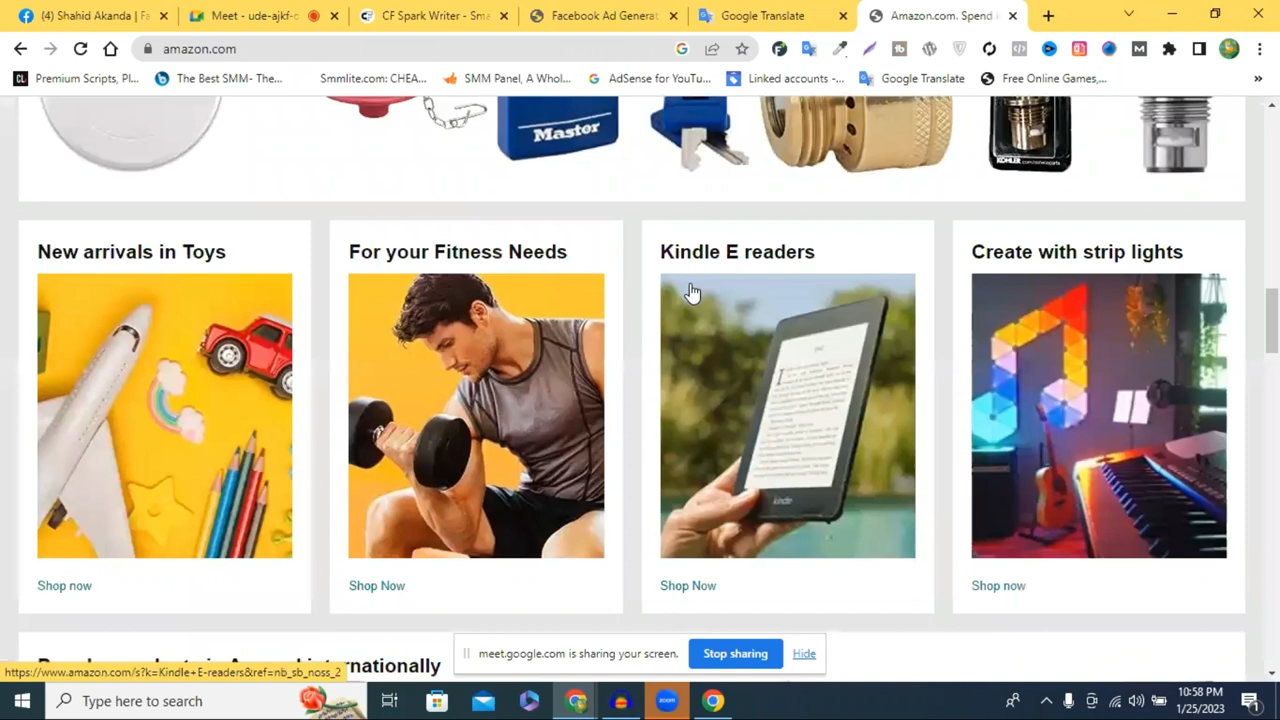 (4) Shahid Akanda | Fa
Meet - ude-ajkf-c
CF Spark Writer - Sma
Facebook Ad Generat
Google Translate
Amazon.com. Spend
amazon.com
Premium Scripts, Pl...
The Best SMM- The...
Smmlite.com: CHEA...
SMM Panel, A Whol...
AdSense for YouTu...
Linked accounts -...
Google Translate
Free Online Games,...
Master
KOHLER
New arrivals in Toys
For your Fitness Needs
Kindle E readers
Create with strip lights
kindle
Shop now
Shop Now
Shop Now
Shop now
internationally
meet.google.com is sharing your screen.
Stop sharing
Hide
https://www.amazon.com/s?k=Kindle+E-readers&ref=nb_sb_noss_2
Type here to search
zoom
10:58 PM
1/25/2023